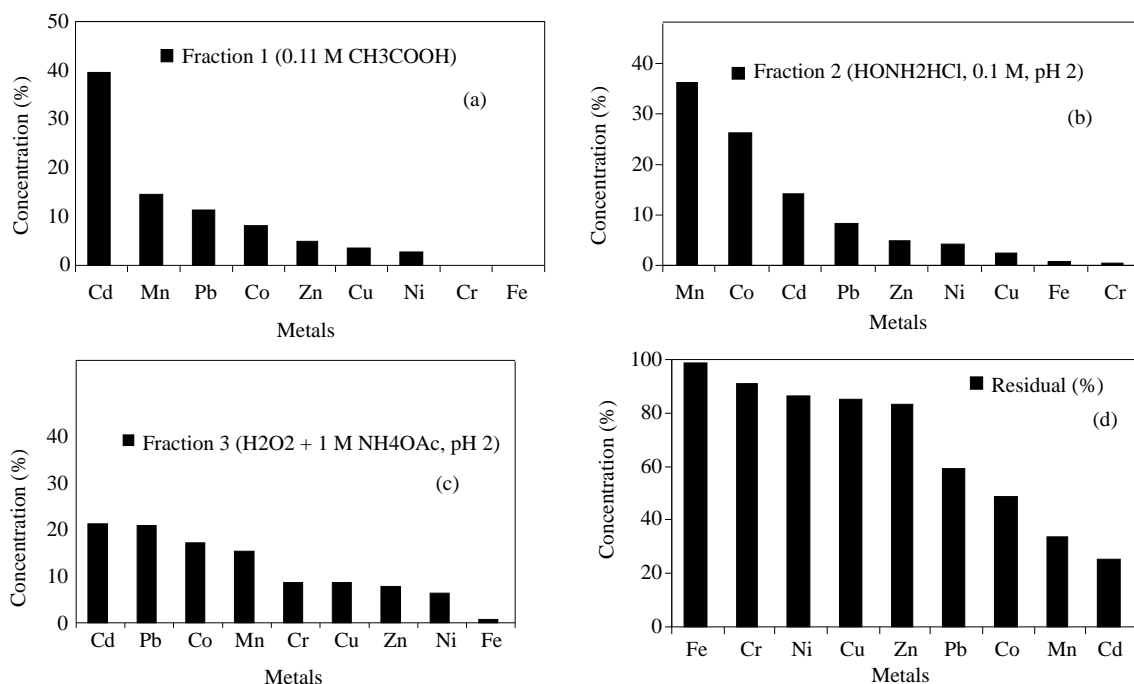 50
40
30
20
10
0
Concentration (%)
Fraction 1 (0.11 M CH3COOH)
(a)
Cd Mn Pb Co Zn Cu Ni Cr Fe
Metals
40
30
20
10
0
Concentration (%)
Fraction 2 (HONH2HCl, 0.1 M, pH 2)
(b)
Mn Co Cd Pb Zn Ni Cu Fe Cr
Metals
40
30
20
10
0
Concentration (%)
Fraction 3 (H2O2 + 1 M NH4OAc, pH 2)
(c)
Cd Pb Co Mn Cr Cu Zn Ni Fe
Metals
100
80
60
40
20
0
Concentration (%)
Residual (%)
(d)
Fe Cr Ni Cu Zn Pb Co Mn Cd
Metals